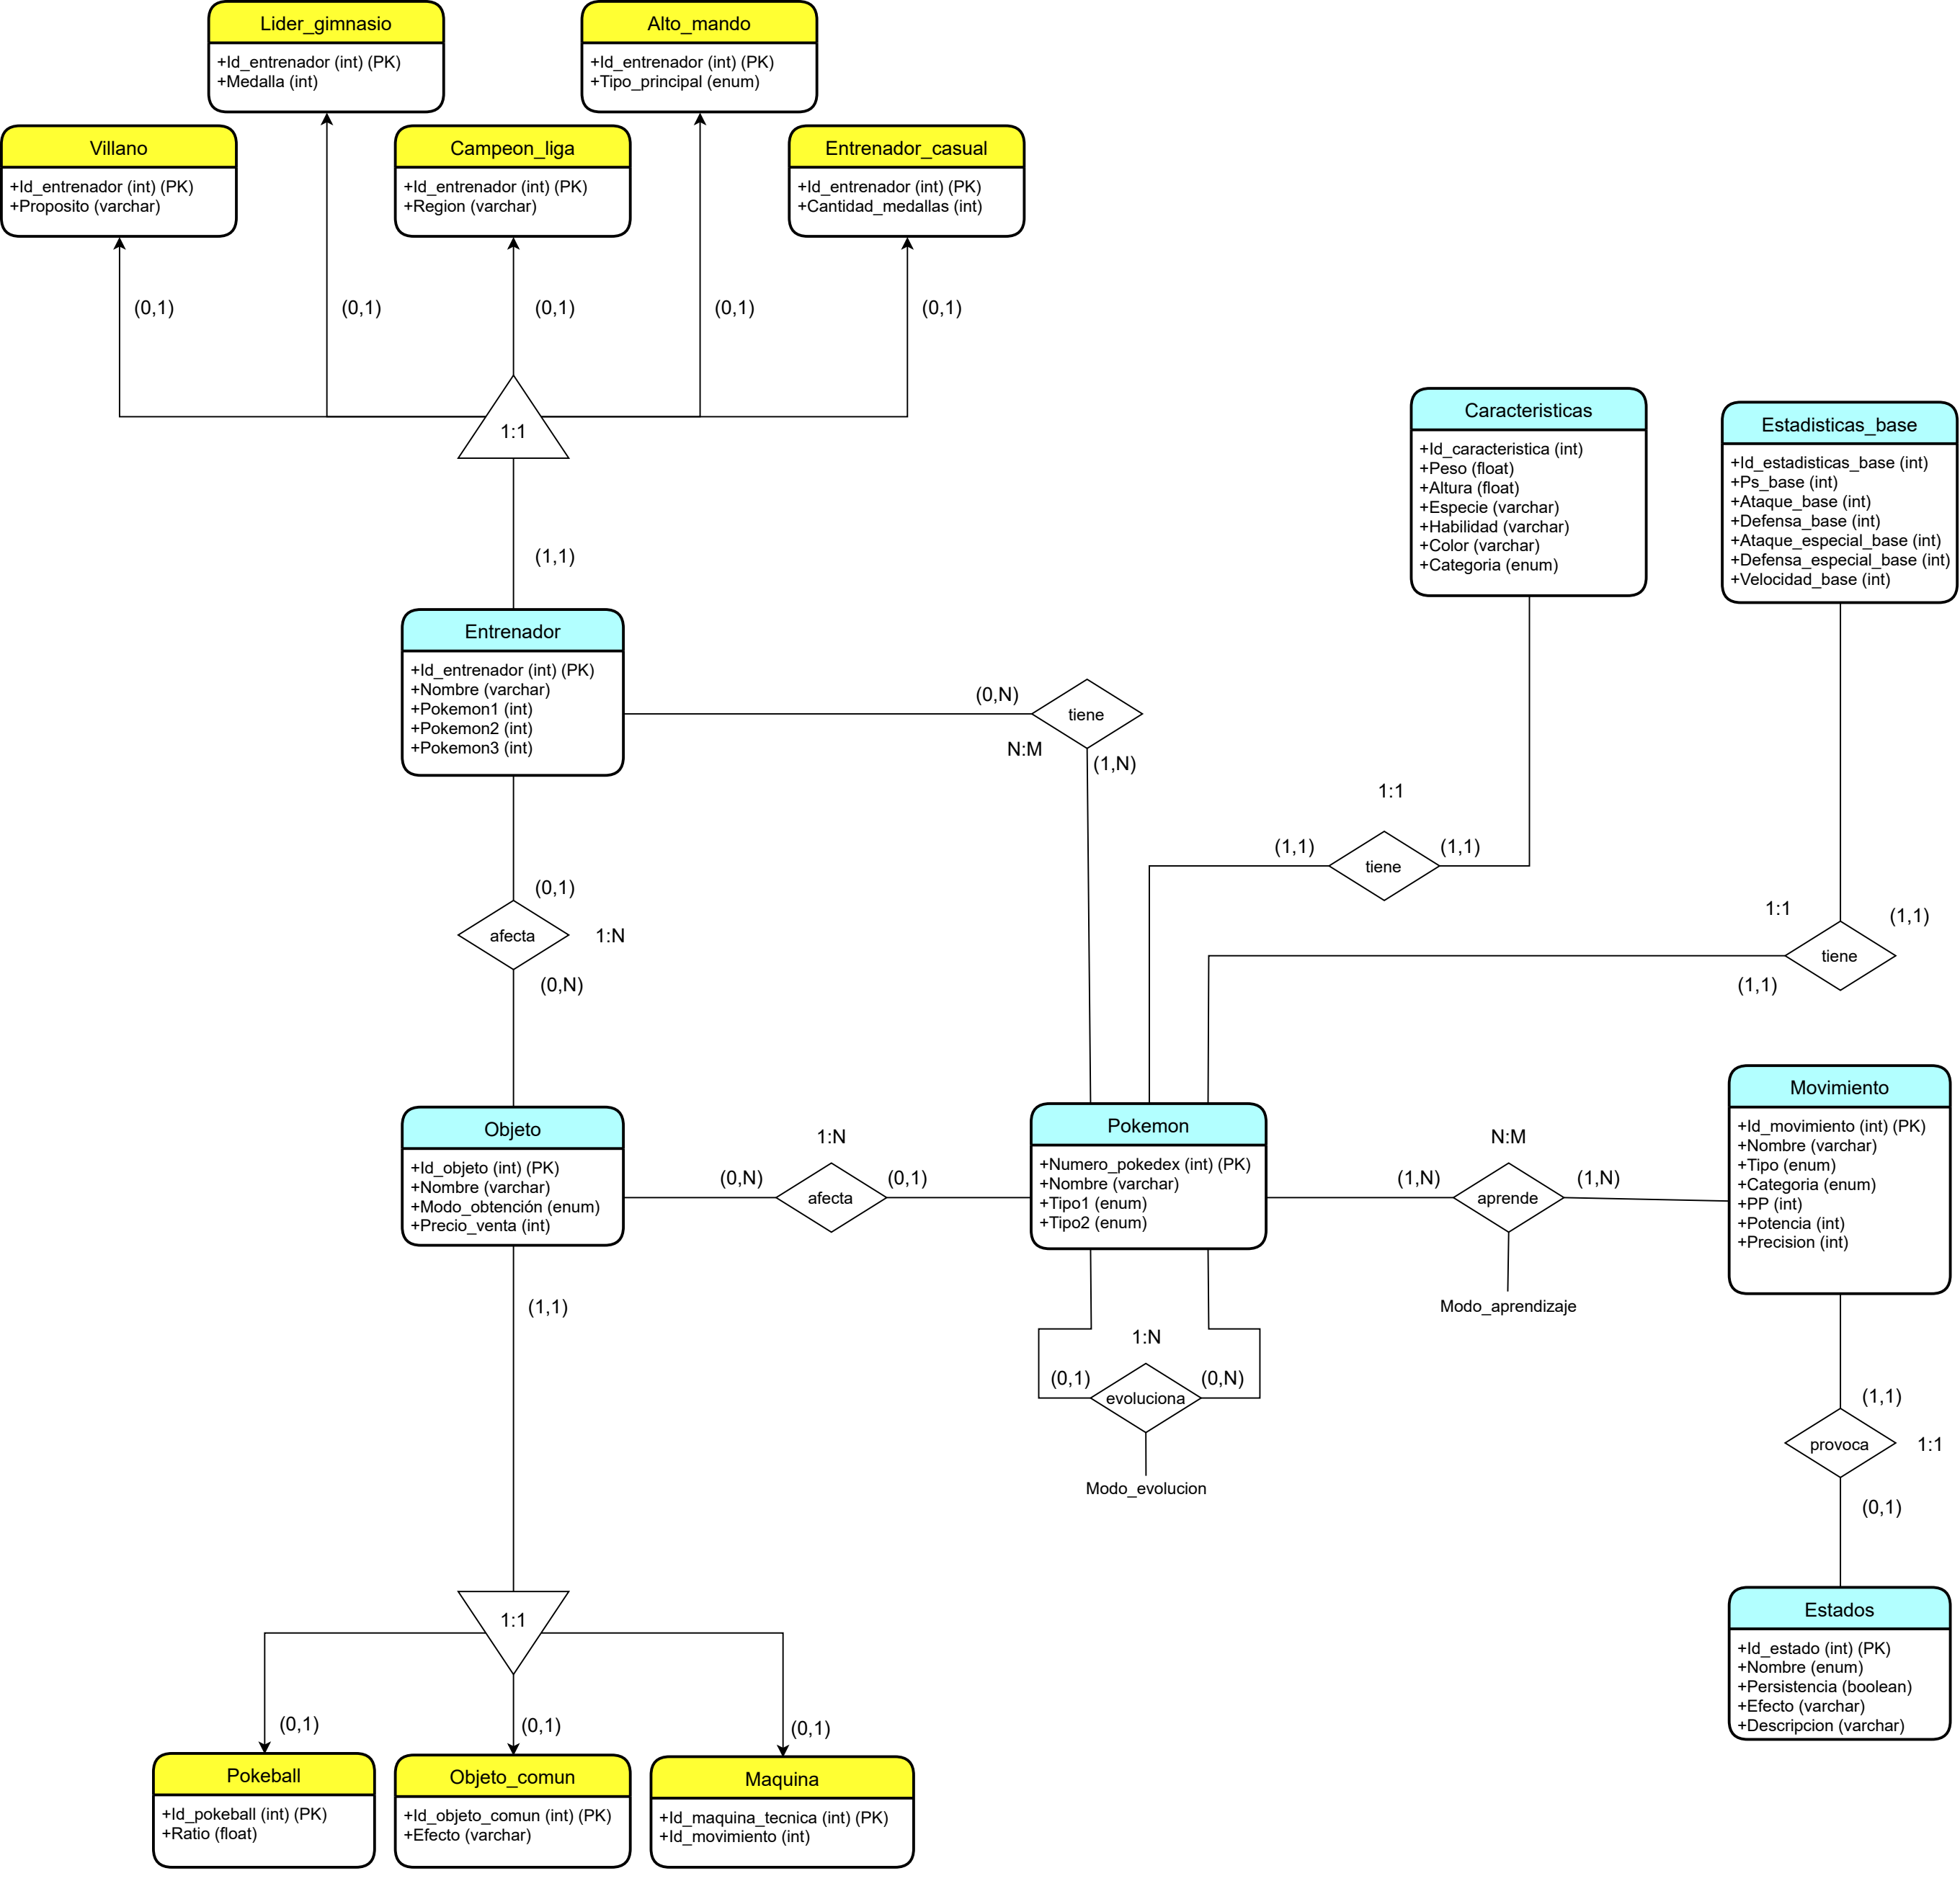 Lider_gimnasio
+Id_entrenador (int) (PK)
+Medalla (int)
Alto_mando
+Id_entrenador (int) (PK)
+Tipo_principal (enum)
Villano
+Id_entrenador (int) (PK)
+Proposito (varchar)
Campeon_liga
+Id_entrenador (int) (PK)
+Region (varchar)
Entrenador_casual
+Id_entrenador (int) (PK)
+Cantidad_medallas (int)
(0,1)
(0,1)
(0,1)
(0,1)
(0,1)
1:1
(1,1)
Caracteristicas
+Id_caracteristica (int)
+Peso (float)
+Altura (float)
+Especie (varchar)
+Habilidad (varchar)
+Color (varchar)
+Categoria (enum)
Estadisticas_base
+Id_estadisticas_base (int)
+Ps_base (int)
+Ataque_base (int)
+Defensa_base (int)
+Ataque_especial_base (int)
+Defensa_especial_base (int)
+Velocidad_base (int)
Entrenador
+Id_entrenador (int) (PK)
+Nombre (varchar)
+Pokemon1 (int)
+Pokemon2 (int)
+Pokemon3 (int)
(0,N)
tiene
N:M
(1,N)
1:1
(1,1)
tiene
(1,1)
1:1
(1,1)
tiene
(1,1)
(0,1)
afecta
1:N
(0,N)
Objeto
+Id_objeto (int) (PK)
+Nombre (varchar)
+Modo_obtención (enum)
+Precio_venta (int)
1:N
(0,N)
afecta
(0,1)
Pokemon
+Numero_pokedex (int) (PK)
+Nombre (varchar)
+Tipo1 (enum)
+Tipo2 (enum)
N:M
(1,N)
aprende
(1,N)
Modo_aprendizaje
Movimiento
+Id_movimiento (int) (PK)
+Nombre (varchar)
+Tipo (enum)
+Categoria (enum)
+PP (int)
+Potencia (int)
+Precision (int)
(1,1)
1:N
(0,1)
evoluciona
(0,N)
Modo_evolucion
(1,1)
provoca
1:1
(0,1)
Estados
+Id_estado (int) (PK)
+Nombre (enum)
+Persistencia (boolean)
+Efecto (varchar)
+Descripcion (varchar)
1:1
(0,1)
(0,1)
(0,1)
Pokeball
+Id_pokeball (int) (PK)
+Ratio (float)
Objeto_comun
+Id_objeto_comun (int) (PK)
+Efecto (varchar)
Maquina
+Id_maquina_tecnica (int) (PK)
+Id_movimiento (int)